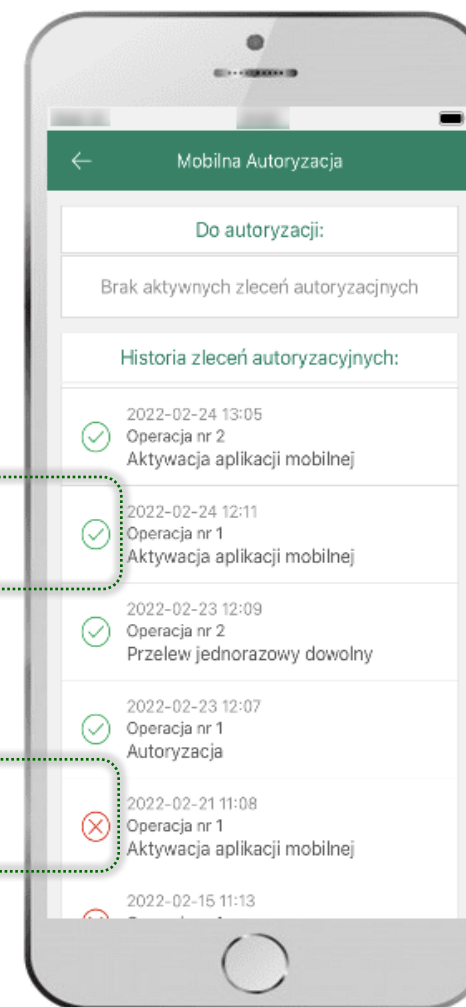 Mobilna Autoryzacja
Do autoryzacji:
Brak aktywnych zleceń autoryzacjnych
Historia zleceń autoryzacyjnych:
2022-02-24 13:05
Operacja nr 2
Aktywacja aplikacji mobilnej
2022-02-24 12:11
Operacja nr 1
Aktywacja aplikacji mobilnej
2022-02-23 12:09
Operacja nr 2
Przelew jednorazowy dowolny
2022-02-23 12:07
Operacja nr 1
Autoryzacja
2022-02-21 11:08
Operacja nr 1
Aktywacja aplikacji mobilnej
2022-02-15 11:13